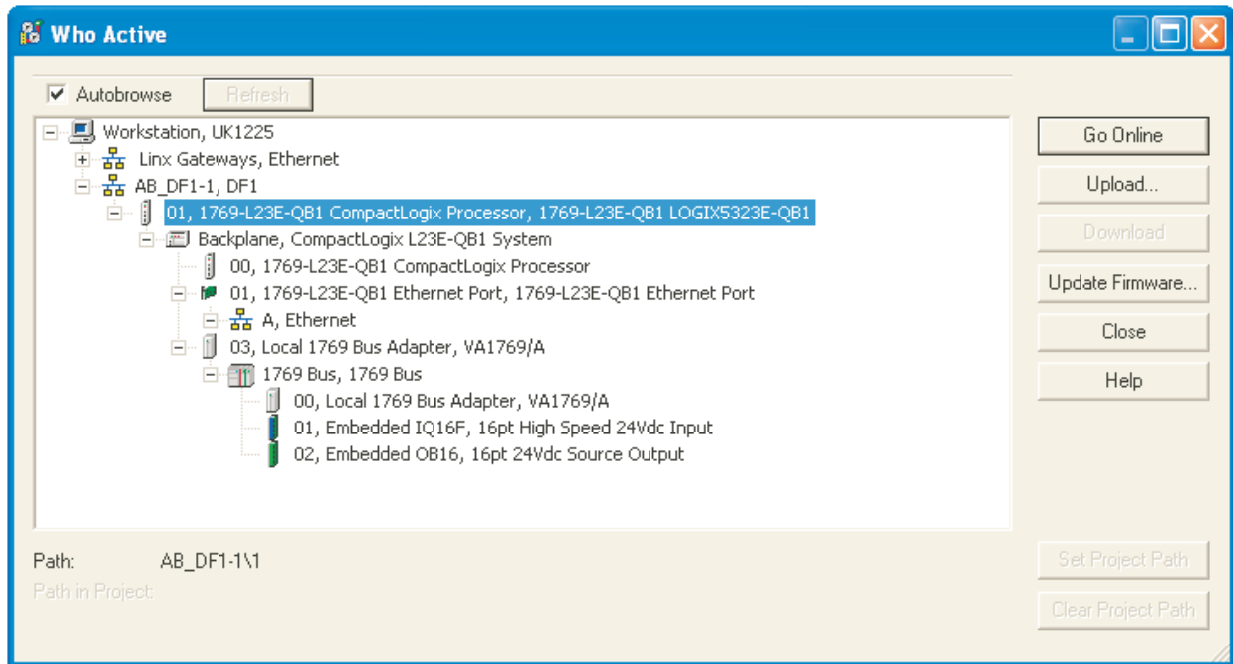 Who Active
Autobrowse
Refresh
Workstation, UK1225
Linx Gateways, Ethernet
AB_DF1-1, DF1
01, 1769-L23E-QB1 CompactLogix Processor, 1769-L23E-QB1 LOGIX5323E-QB1
Backplane, CompactLogix L23E-QB1 System
00, 1769-L23E-QB1 CompactLogix Processor
01, 1769-L23E-QB1 Ethernet Port, 1769-L23E-QB1 Ethernet Port
A, Ethernet
03, Local 1769 Bus Adapter, VA1769/A
1769 Bus, 1769 Bus
00, Local 1769 Bus Adapter, VA1769/A
01, Embedded IQ16F, 16pt High Speed 24Vdc Input
02, Embedded OB16, 16pt 24Vdc Source Output
Go Online
Upload...
Download
Update Firmware...
Close
Help
Path: AB_DF1-1\1
Path in Project:
Set Project Path
Clear Project Path